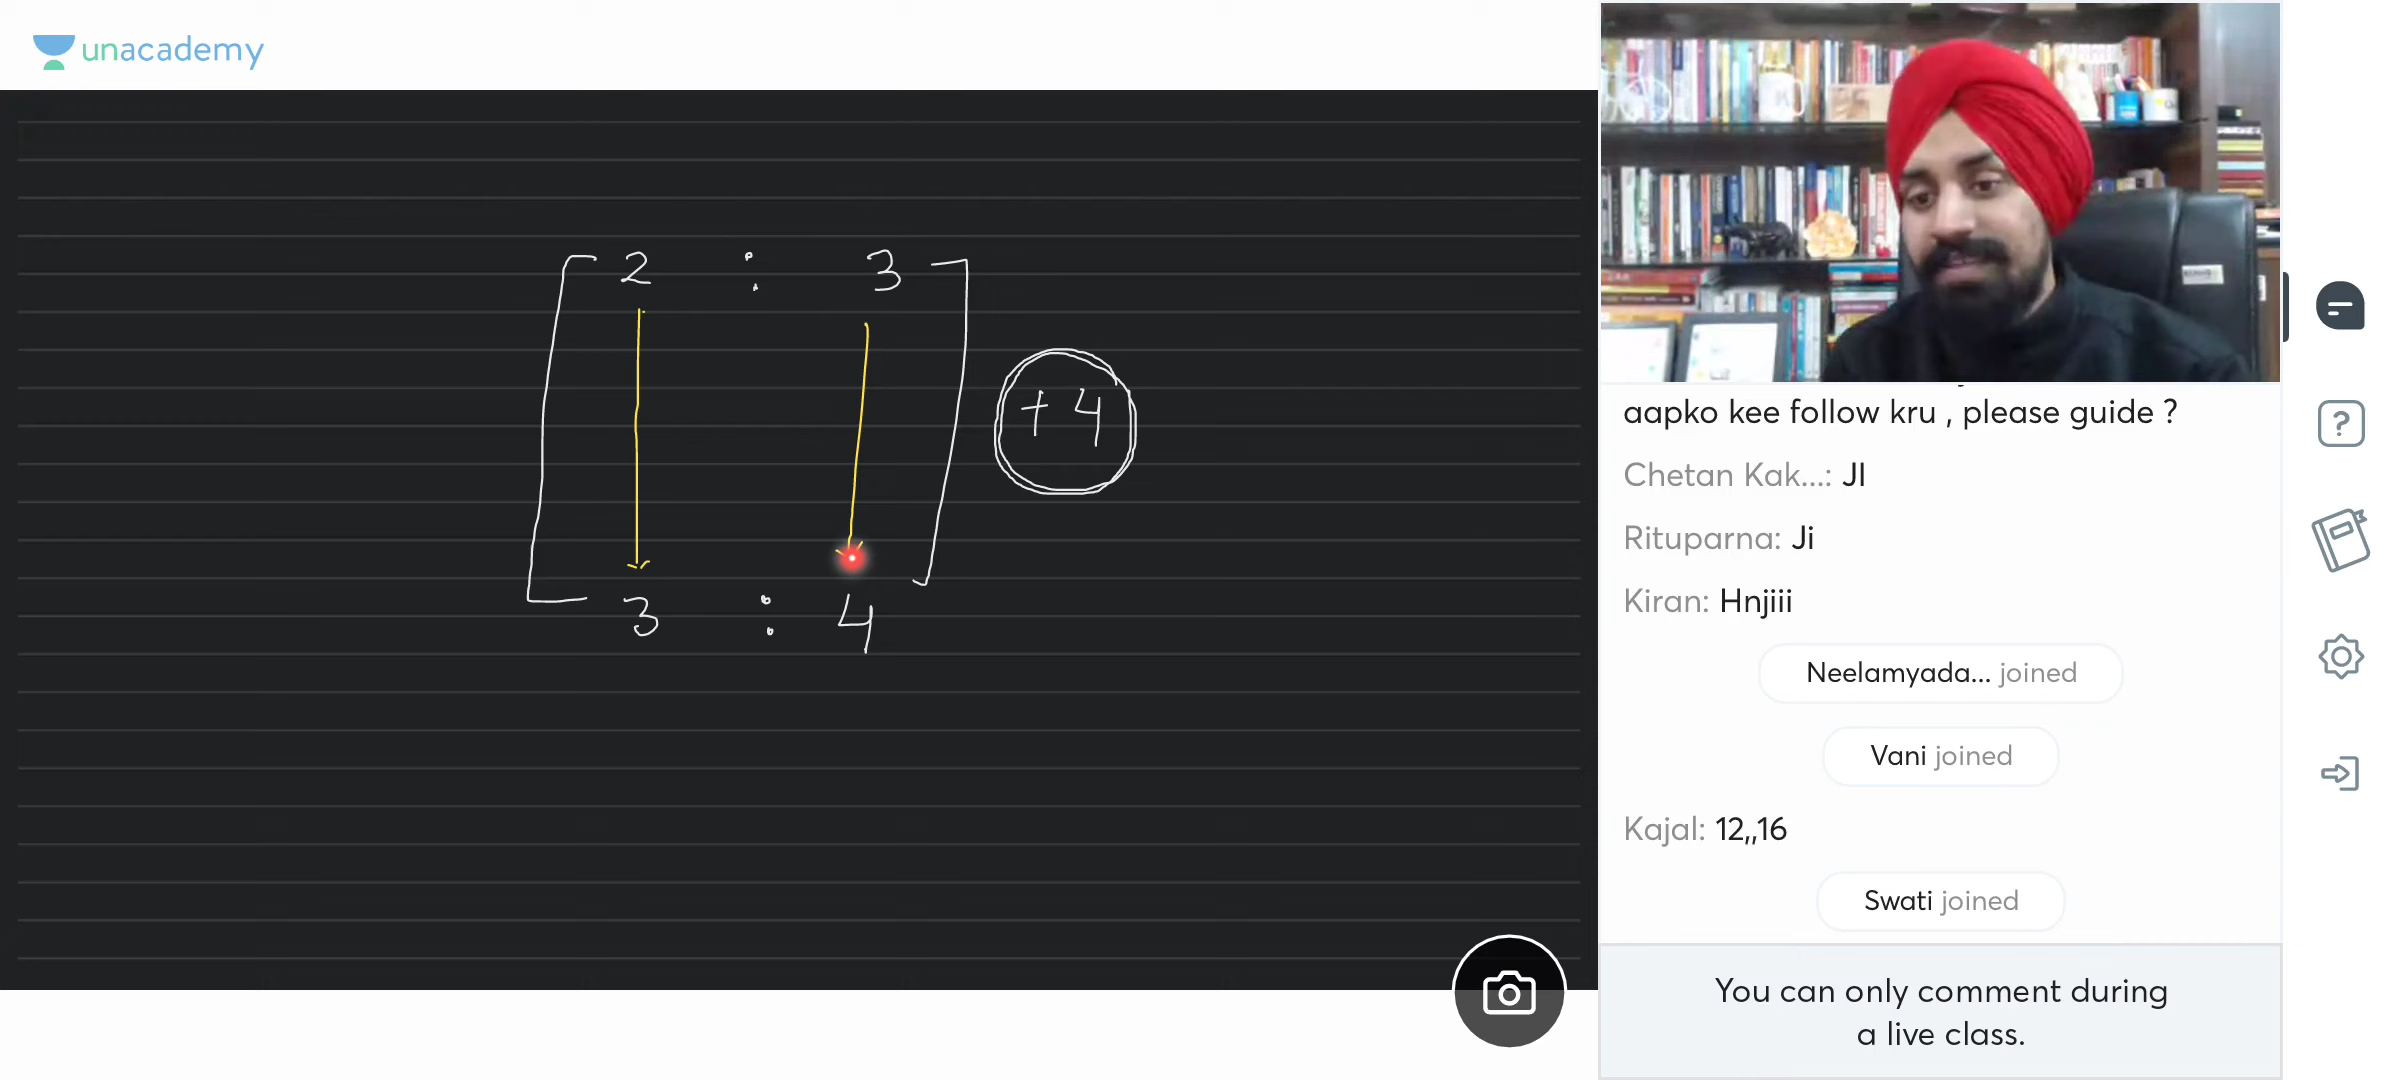 unacademy
2 : 3
+ 4
3 : 4
aapko kee follow kru , please guide ?
Chetan Kak...: JI
Rituparna: Ji
Kiran: Hnjiii
Neelamyada... joined
Vani joined
Kajal: 12,,16
Swati joined
You can only comment during
a live class.
?